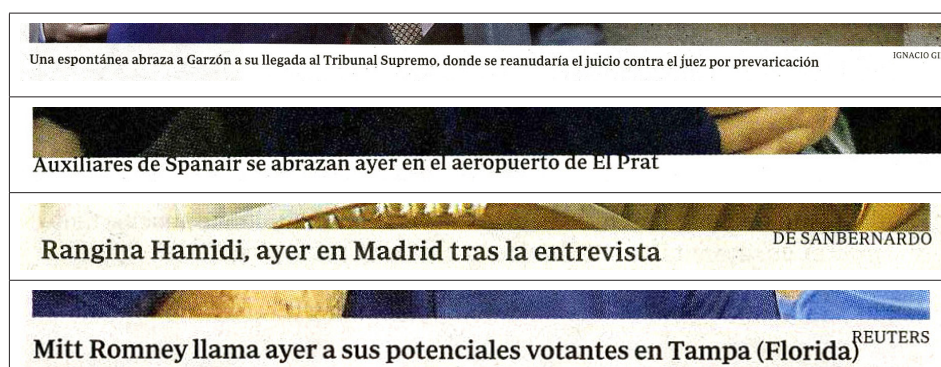 Una espontánea abraza a Garzón a su llegada al Tribunal Supremo, donde se reanudaría el juicio contra el juez por prevaricación
IGNACIO
Auxiliares de Spanair se abrazan ayer en el aeropuerto de El Prat
DE SANBERNARDO
Rangina Hamidi, ayer en Madrid tras la entrevista
REUTERS
Mitt Romney llama ayer a sus potenciales votantes en Tampa (Florida)